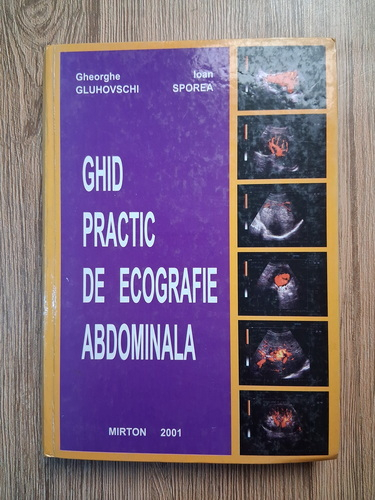 Gheorghe Ioan
GLUHOVSCHI SPOREA
GHID
PRACTIC
DE ECOGRAFIE
ABDOMINALA
MIRTON 2001